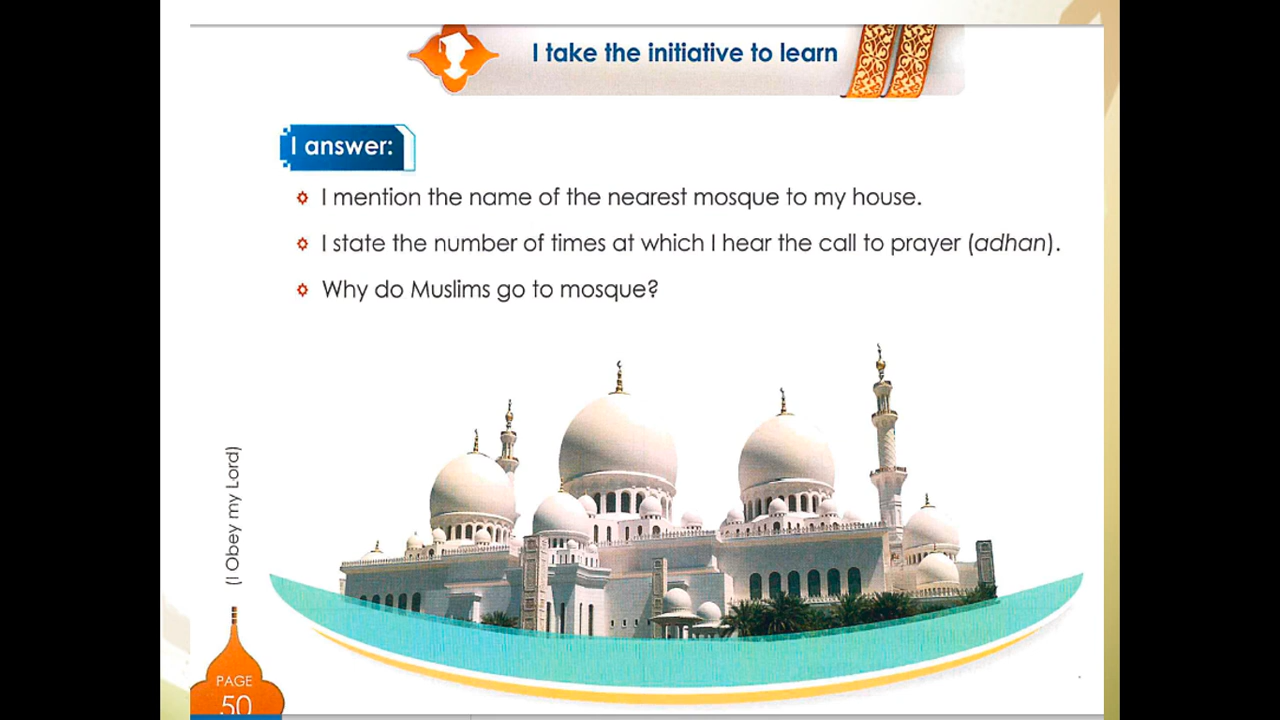 I take the initiative to learn
I answer:
I mention the name of the nearest mosque to my house.
I state the number of times at which I hear the call to prayer (adhan).
Why do Muslims go to mosque?
(I Obey my Lord)
PAGE
50